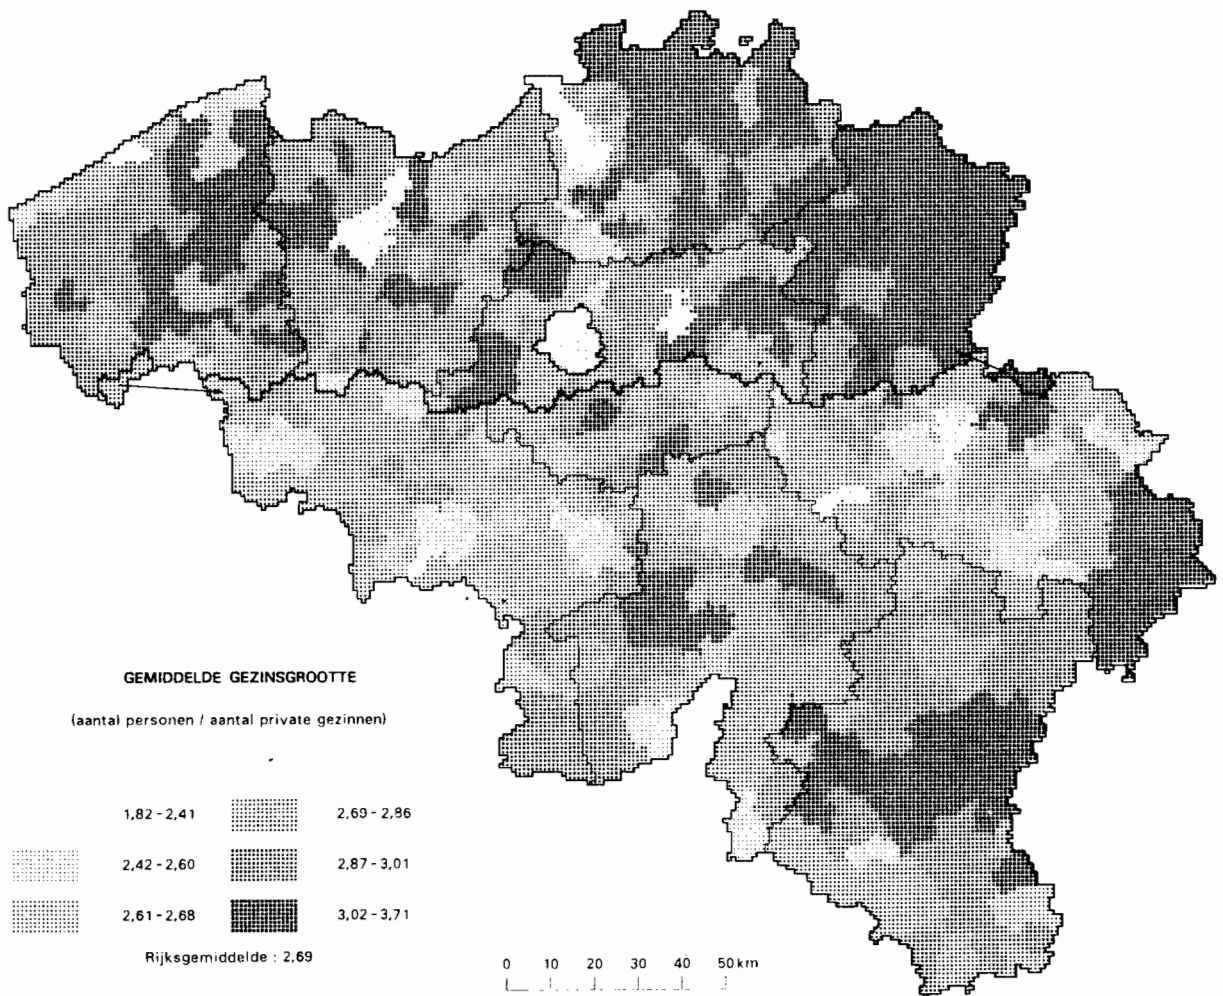 GEMIDDELDE GEZINSGROOTTE
(aantal personen / aantal private gezinnen)
1,82 - 2,41
2,69 - 2,86
2,42 - 2,60
2,87 - 3,01
2,61 - 2,68
3,02 - 3,71
Rijksgemiddelde : 2,69
0 10 20 30 40 50 km